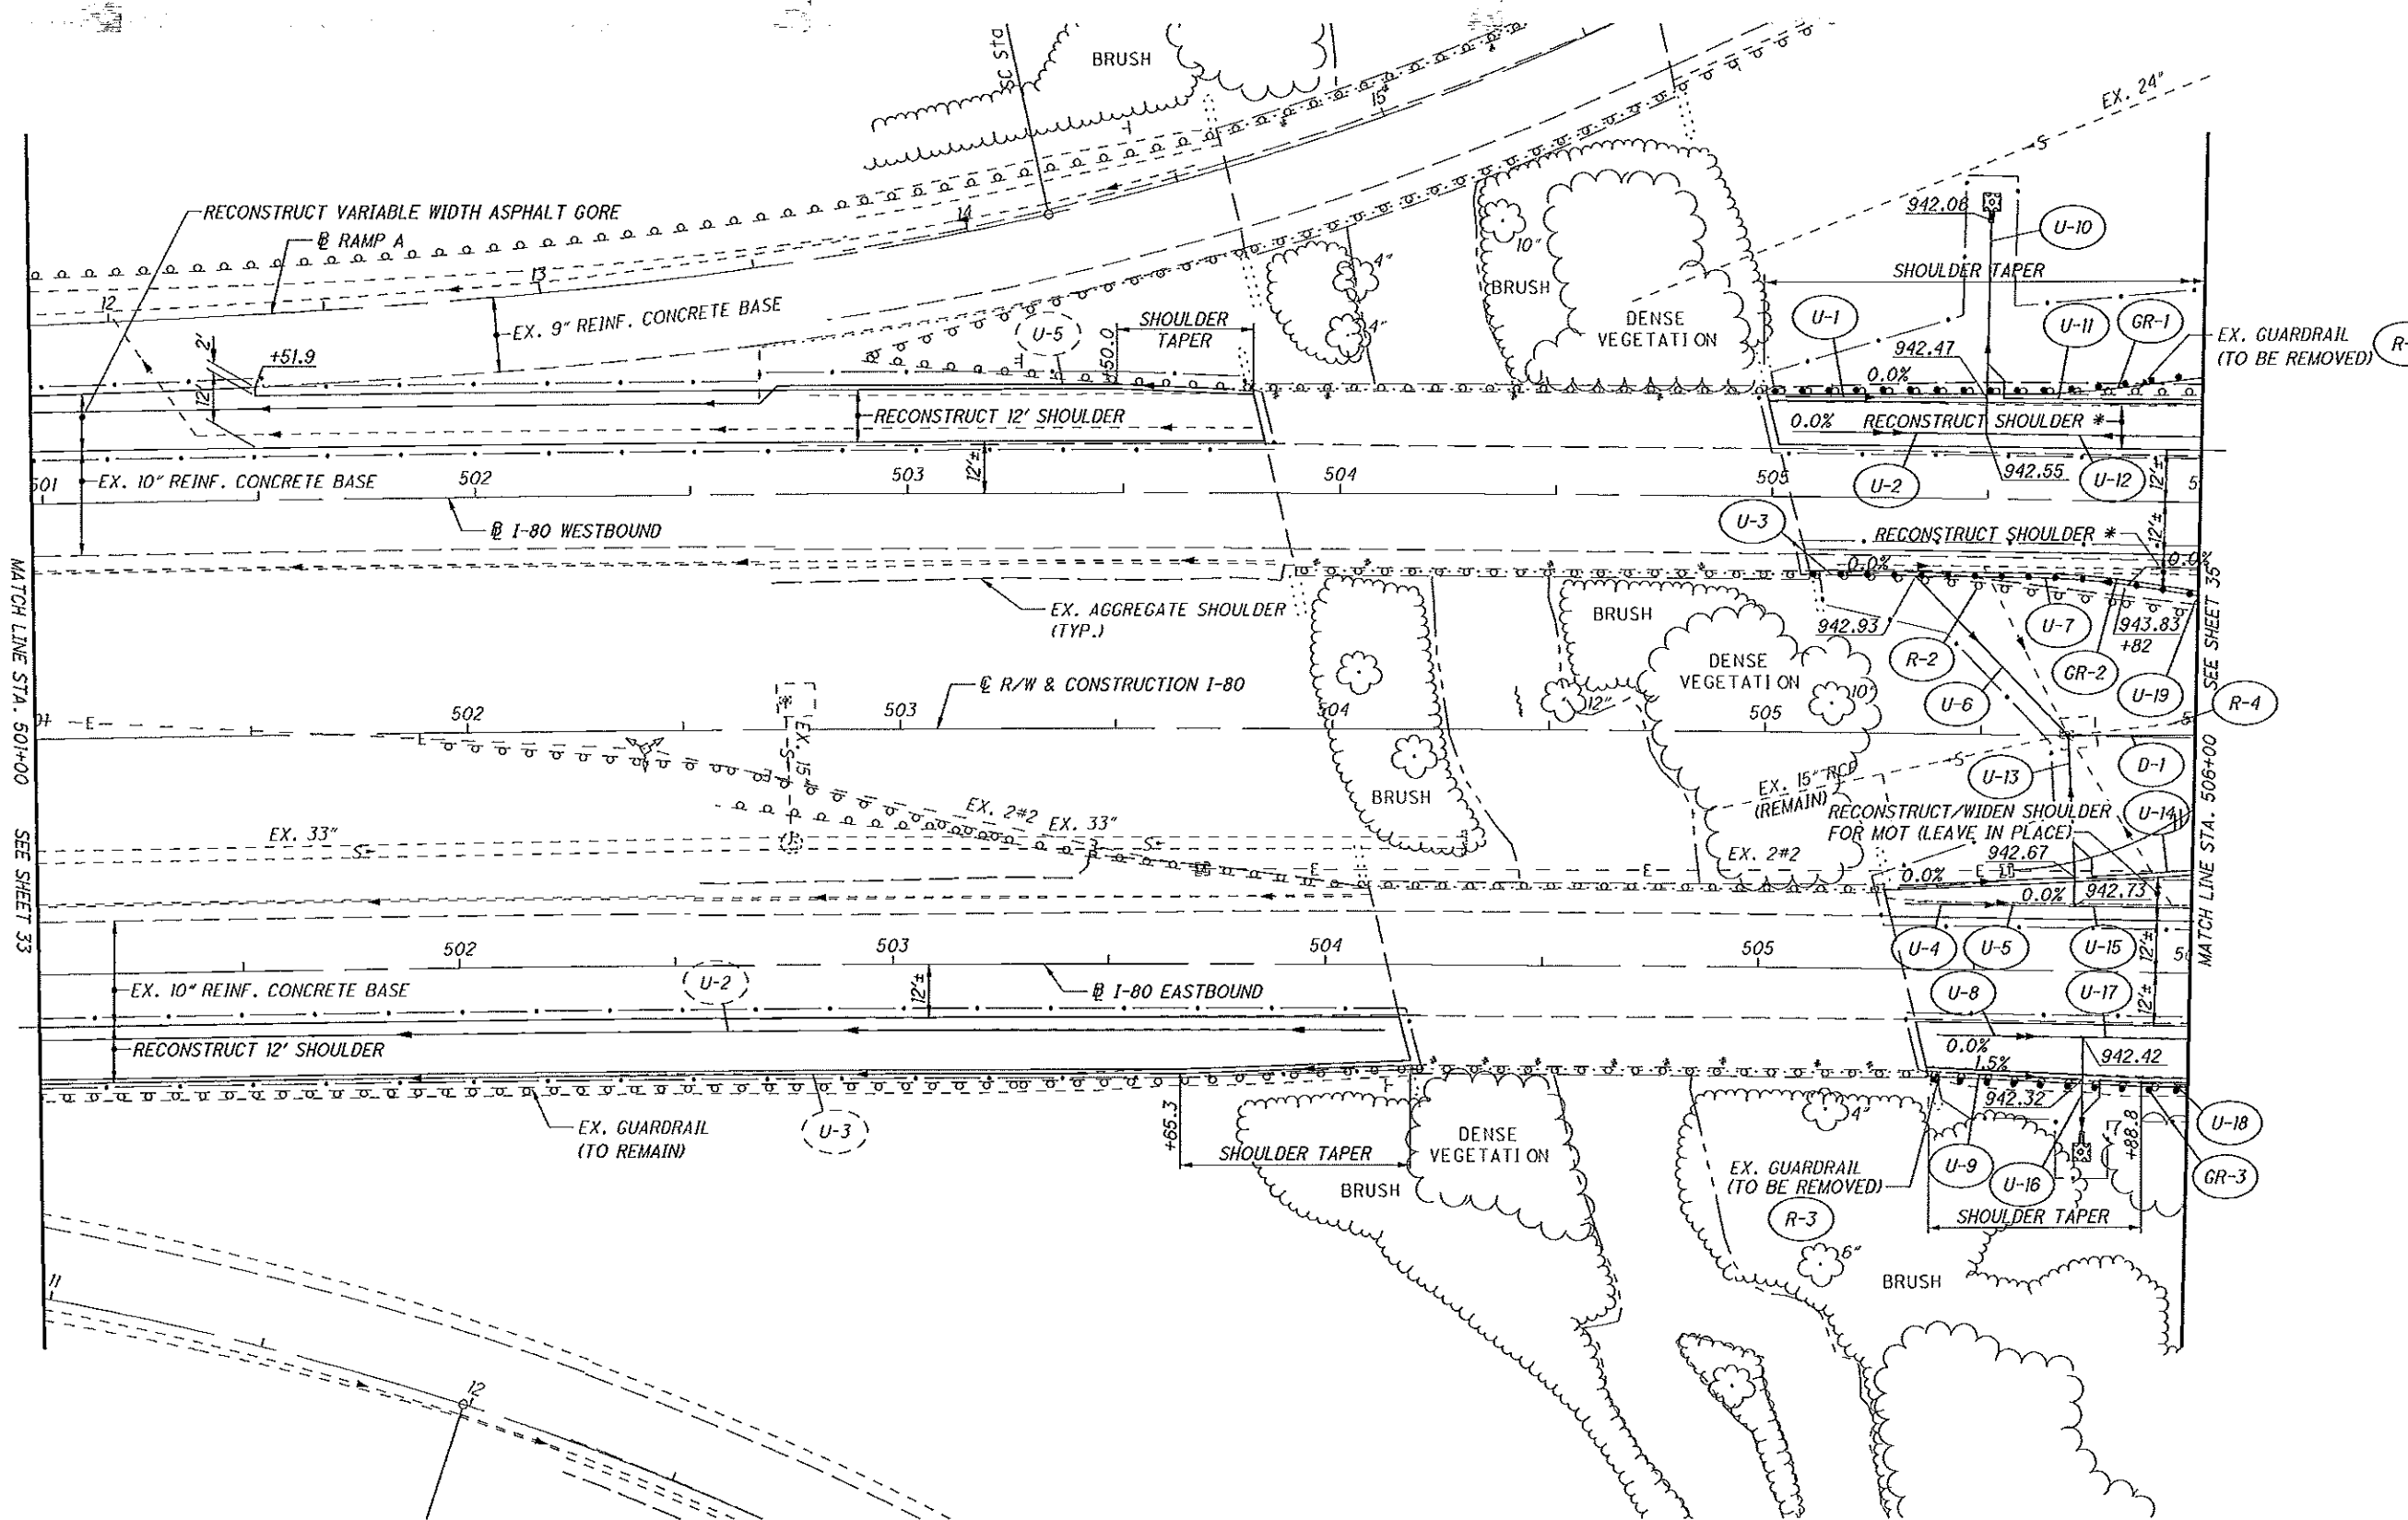 SC Sta
BRUSH
15
EX. 24"
S
RECONSTRUCT VARIABLE WIDTH ASPHALT GORE
14
942.06
U-10
10"
℄ RAMP A
13
4"
SHOULDER TAPER
12
BRUSH
EX. 9" REINF. CONCRETE BASE
U-5
+50.0
SHOULDER
TAPER
4"
DENSE
VEGETATION
U-1
U-11
GR-1
EX. GUARDRAIL
(TO BE REMOVED)
2'
+51.9
942.47
0.0%
12'
RECONSTRUCT 12' SHOULDER
0.0%
RECONSTRUCT SHOULDER *
12'±
942.55
501
EX. 10" REINF. CONCRETE BASE
502
503
504
505
U-2
U-12
12'±
℄ I-80 WESTBOUND
U-3
RECONSTRUCT SHOULDER *
12'±
0.0%
0.0%
EX. AGGREGATE SHOULDER
(TYP.)
BRUSH
942.93
U-7
943.83
+82
DENSE
VEGETATION
R-2
GR-2
℄ R/W & CONSTRUCTION I-80
12"
10"
U-6
U-19
R-4
E
502
503
504
505
S
E
EX. 15"
S
BRUSH
EX. 15" RCP
(REMAIN)
S
U-13
D-1
EX. 2#2
RECONSTRUCT/WIDEN SHOULDER
FOR MOT (LEAVE IN PLACE)
U-14
EX. 33"
EX. 33"
S
S
EX. 2#2
942.67
E
E
0.0%
E
0.0%
942.73
502
503
504
505
U-4
U-5
U-15
12'±
EX. 10" REINF. CONCRETE BASE
U-2
12'±
℄ I-80 EASTBOUND
U-8
U-17
12'±
RECONSTRUCT 12' SHOULDER
0.0%
942.42
1.5%
942.32
EX. GUARDRAIL
(TO REMAIN)
U-3
+65.3
SHOULDER TAPER
DENSE
VEGETATION
4"
+88.8
U-18
BRUSH
EX. GUARDRAIL
(TO BE REMOVED)
U-9
U-16
GR-3
R-3
SHOULDER TAPER
6"
BRUSH
11
12
MATCH LINE STA. 501+00 SEE SHEET 33
MATCH LINE STA. 506+00 SEE SHEET 35